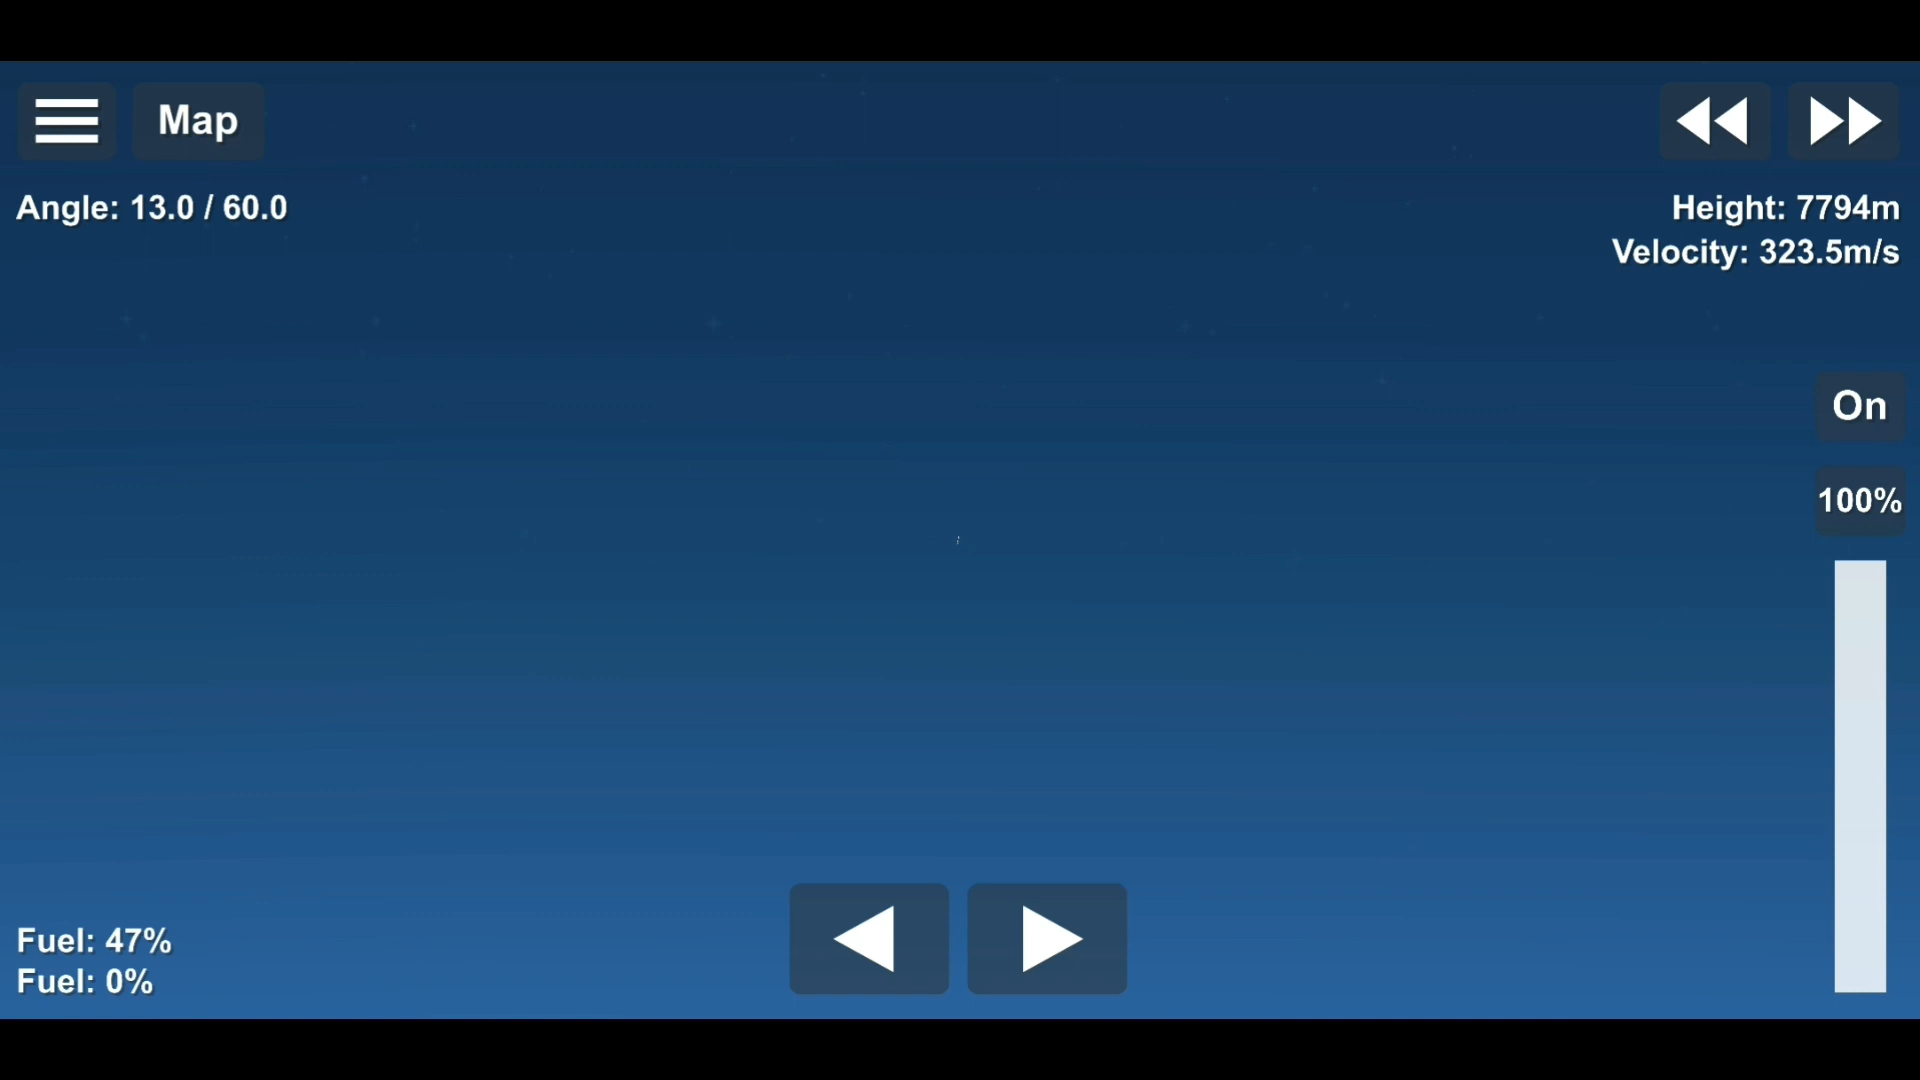 Map
Angle: 13.0 / 60.0
Height: 7794m
Velocity: 323.5m/s
On
100%
Fuel: 47%
Fuel: 0%